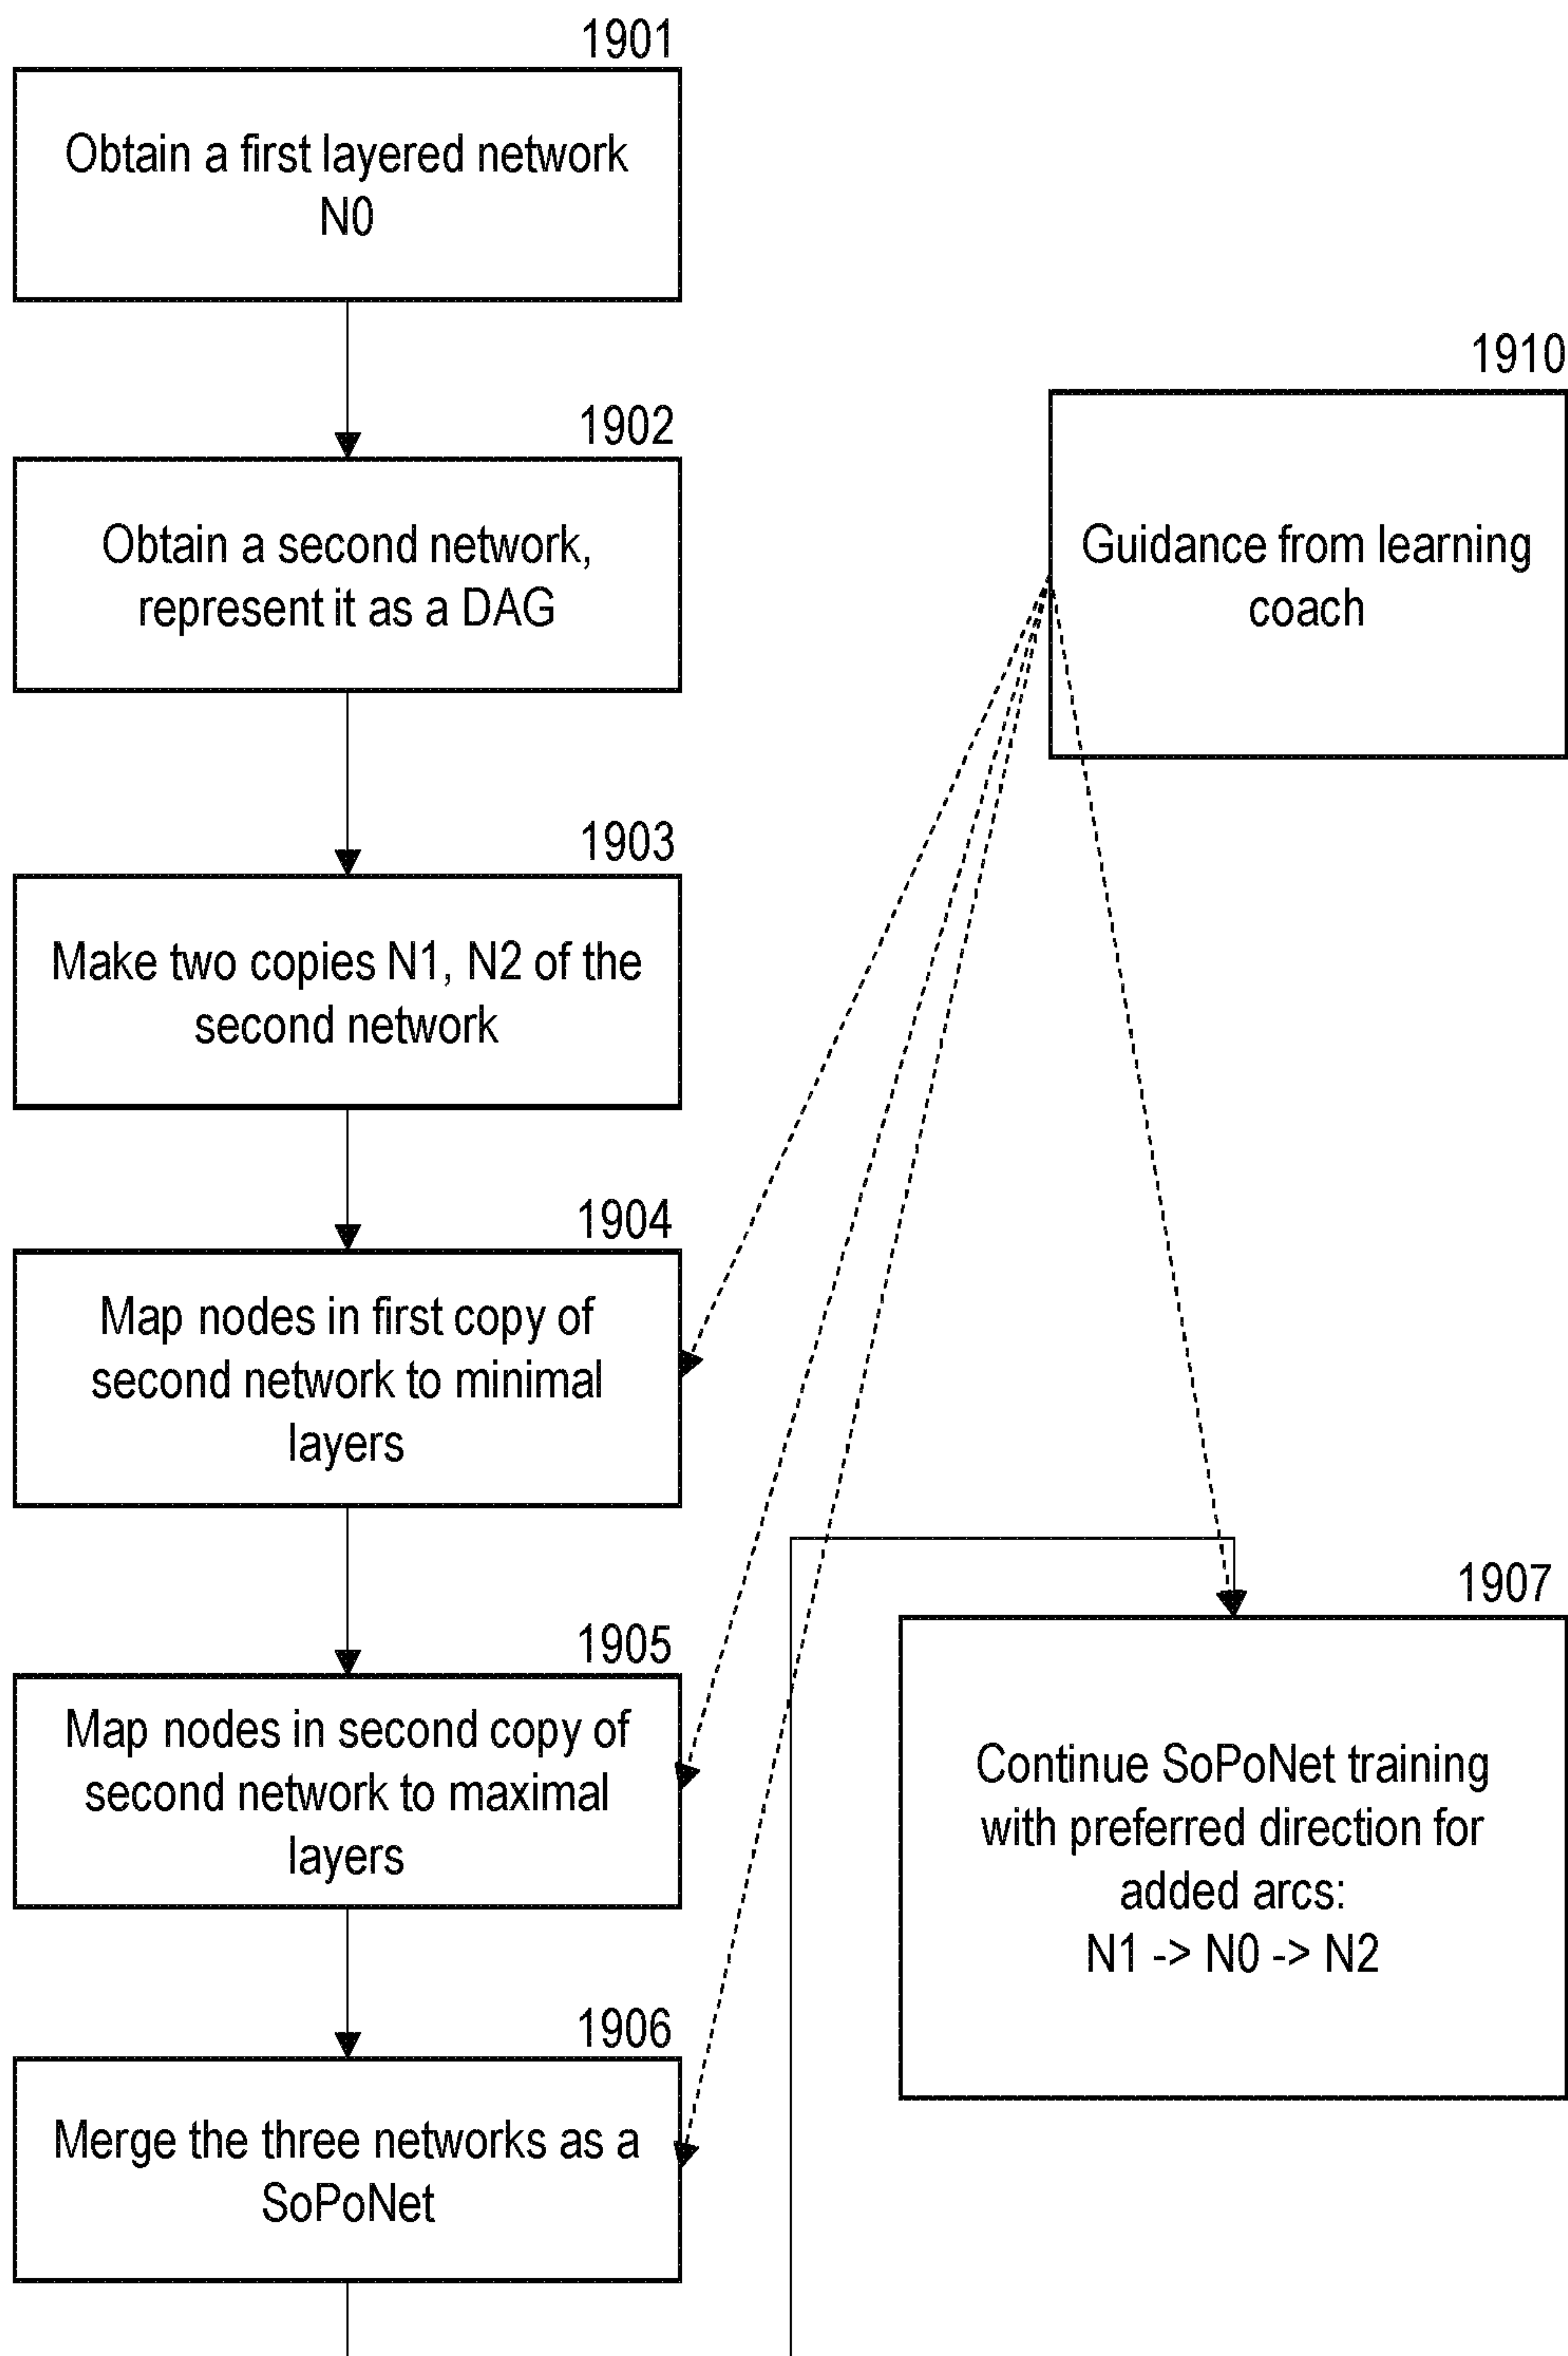 1901
Obtain a first layered network
N0
1902
Obtain a second network,
represent it as a DAG
1903
Make two copies N1, N2 of the
second network
1904
Map nodes in first copy of
second network to minimal
layers
1905
Map nodes in second copy of
second network to maximal
layers
1906
Merge the three networks as a
SoPoNet
1910
Guidance from learning
coach
1907
Continue SoPoNet training
with preferred direction for
added arcs:
N1 -> N0 -> N2